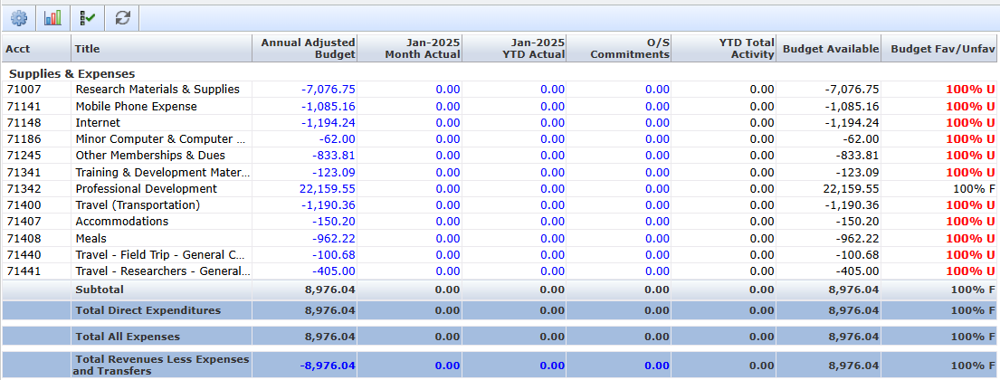 Acct Title Annual Adjusted Budget Jan-2025 Month Actual Jan-2025 YTD Actual O/S Commitments YTD Total Activity Budget Available Budget Fav/Unfav
Supplies & Expenses
71007 Research Materials & Supplies -7,076.75 0.00 0.00 0.00 0.00 -7,076.75 100% U
71141 Mobile Phone Expense -1,085.16 0.00 0.00 0.00 0.00 -1,085.16 100% U
71148 Internet -1,194.24 0.00 0.00 0.00 0.00 -1,194.24 100% U
71186 Minor Computer & Computer ... -62.00 0.00 0.00 0.00 0.00 -62.00 100% U
71245 Other Memberships & Dues -833.81 0.00 0.00 0.00 0.00 -833.81 100% U
71341 Training & Development Mater... -123.09 0.00 0.00 0.00 0.00 -123.09 100% U
71342 Professional Development 22,159.55 0.00 0.00 0.00 0.00 22,159.55 100% F
71400 Travel (Transportation) -1,190.36 0.00 0.00 0.00 0.00 -1,190.36 100% U
71407 Accommodations -150.20 0.00 0.00 0.00 0.00 -150.20 100% U
71408 Meals -962.22 0.00 0.00 0.00 0.00 -962.22 100% U
71440 Travel - Field Trip - General C... -100.68 0.00 0.00 0.00 0.00 -100.68 100% U
71441 Travel - Researchers - General... -405.00 0.00 0.00 0.00 0.00 -405.00 100% U
Subtotal 8,976.04 0.00 0.00 0.00 0.00 8,976.04 100% F
Total Direct Expenditures 8,976.04 0.00 0.00 0.00 0.00 8,976.04 100% F
Total All Expenses 8,976.04 0.00 0.00 0.00 0.00 8,976.04 100% F
Total Revenues Less Expenses and Transfers -8,976.04 0.00 0.00 0.00 0.00 8,976.04 100% F